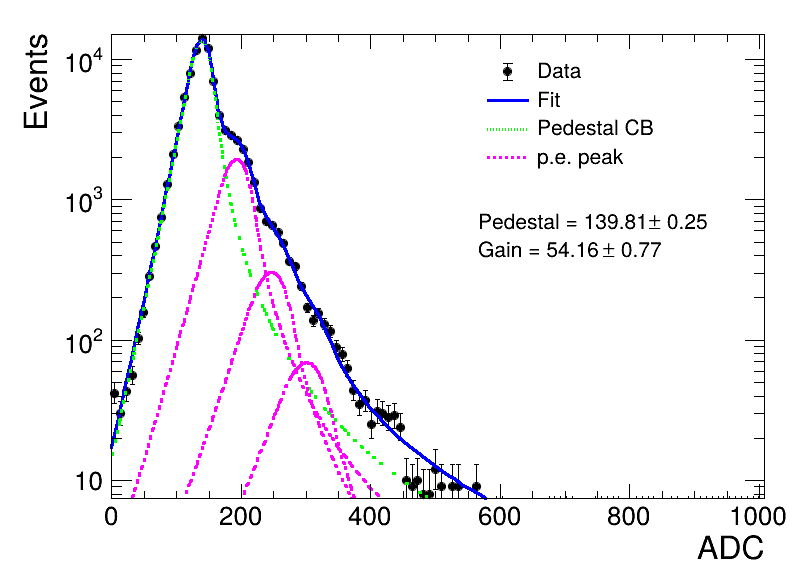 Events
10⁴
10³
10²
10
Data
Fit
Pedestal CB
p.e. peak
Pedestal = 139.81± 0.25
Gain = 54.16± 0.77
0 200 400 600 800 1000
ADC